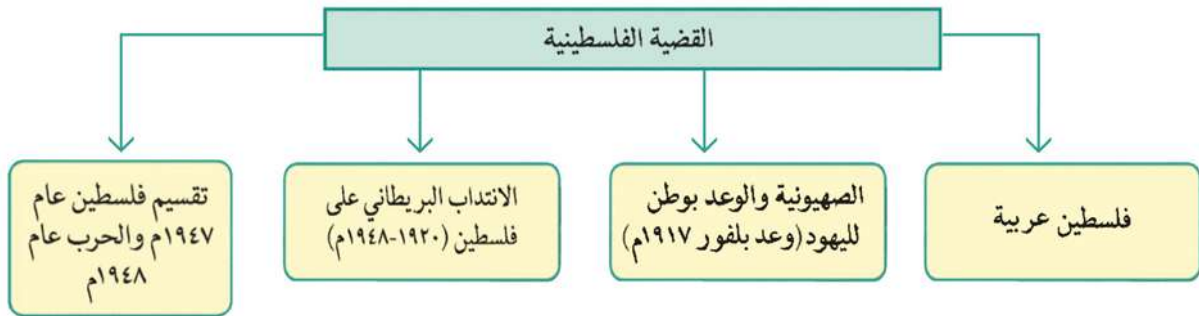 القضية الفلسطينية
فلسطين عربية
الصهيونية والوعد بوطن
لليهود (وعد بلفور ١٩١٧م)
الانتداب البريطاني على
فلسطين (١٩٢٠-١٩٤٨م)
تقسيم فلسطين عام
١٩٤٧م والحرب عام
١٩٤٨م